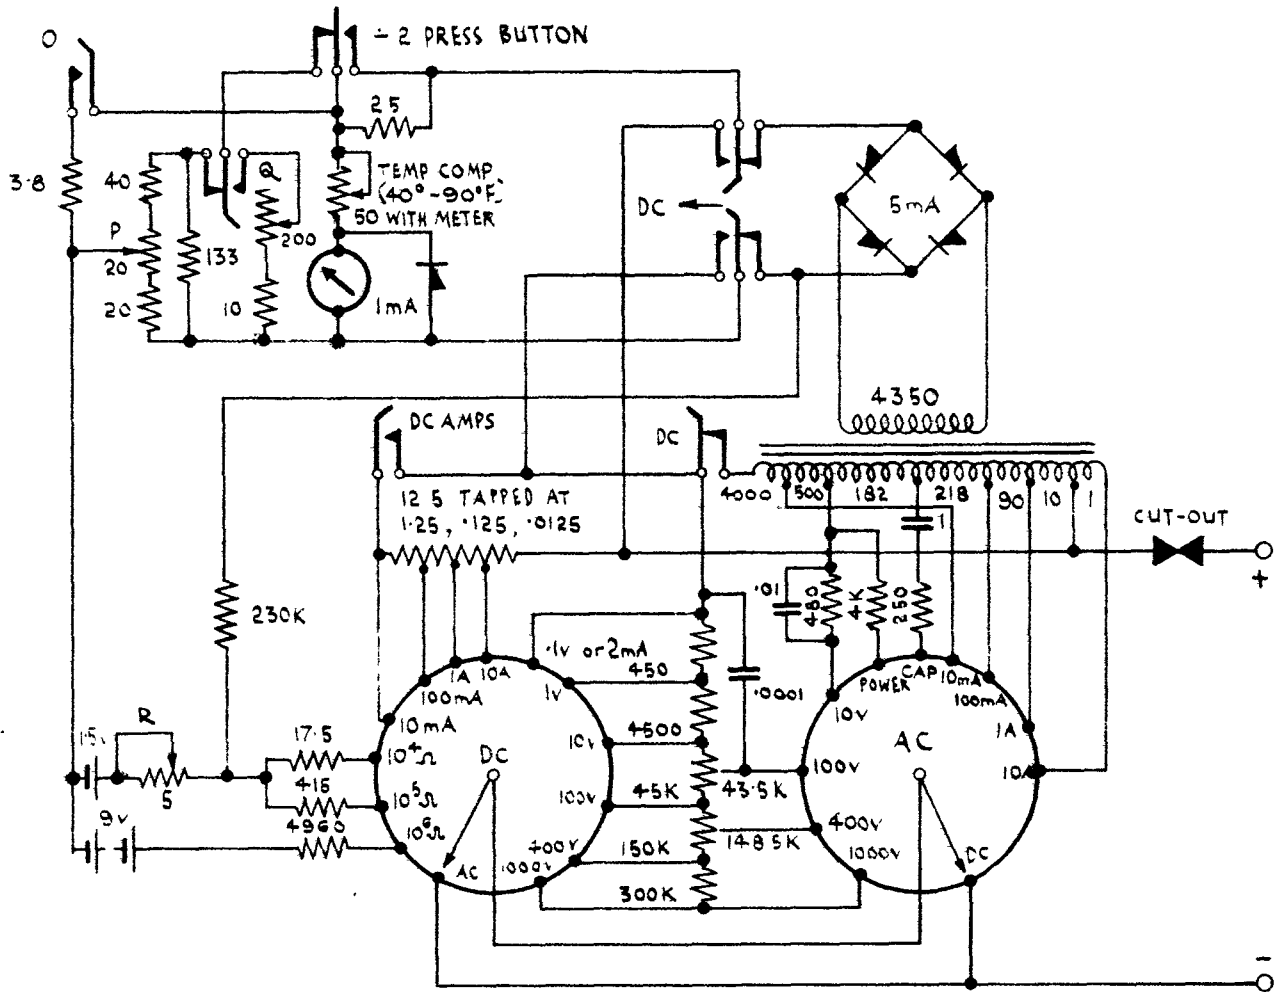 O
÷ 2 PRESS BUTTON
25
3·8
40
Q
TEMP COMP
(40° - 90°F)
50 WITH METER
DC
5mA
P
20
133
200
20
10
1mA
4350
DC AMPS
DC
4000
500
182
218
90
10
1
12 5 TAPPED AT
1·25, ·125, ·0125
1
CUT-OUT
+
230K
·01
480
4K
250
·1v or 2mA
450
1A
10A
1v
100mA
·0001
POWER
CAP
10mA
100mA
10mA
10v
R
1·5v
17·5
10⁴Ω
DC
10v
4500
AC
1A
5
415
10⁵Ω
100v
45K
43·5K
100v
10A
9v
4960
10⁶Ω
400v
150K
148·5K
400v
AC
1000v
1000v
DC
300K
−